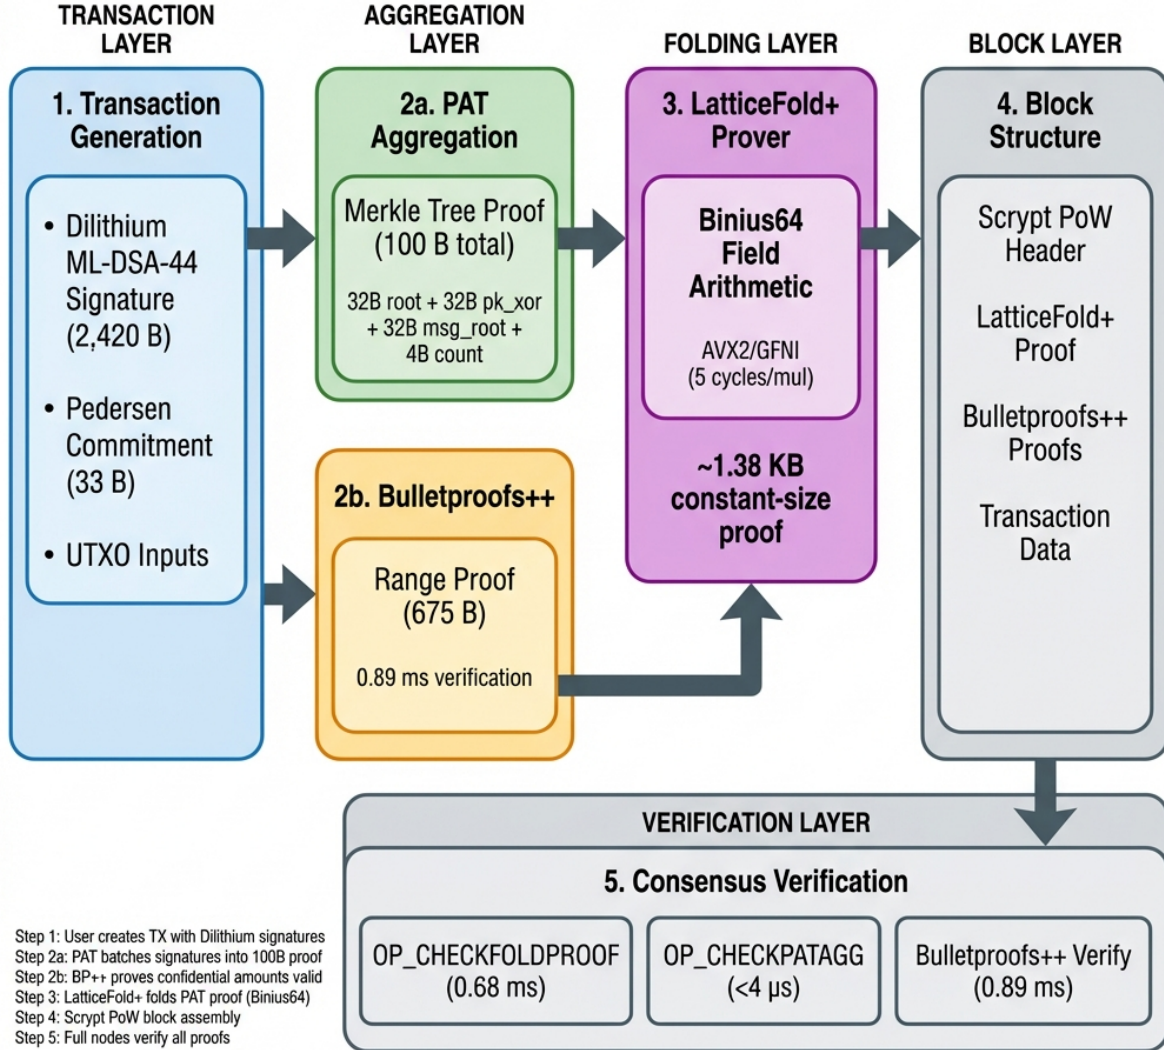 TRANSACTION
LAYER
1. Transaction
Generation
• Dilithium
ML-DSA-44
Signature
(2,420 B)
• Pedersen
Commitment
(33 B)
• UTXO Inputs
AGGREGATION
LAYER
2a. PAT
Aggregation
Merkle Tree Proof
(100 B total)
32B root + 32B pk_xor
+ 32B msg_root +
4B count
2b. Bulletproofs++
Range Proof
(675 B)
0.89 ms verification
FOLDING LAYER
3. LatticeFold+
Prover
Binius64
Field
Arithmetic
AVX2/GFNI
(5 cycles/mul)
~1.38 KB
constant-size
proof
BLOCK LAYER
4. Block
Structure
Scrypt PoW
Header
LatticeFold+
Proof
Bulletproofs++
Proofs
Transaction
Data
VERIFICATION LAYER
5. Consensus Verification
OP_CHECKFOLDPROOF
(0.68 ms)
OP_CHECKPATAGG
(<4 μs)
Bulletproofs++ Verify
(0.89 ms)
Step 1: User creates TX with Dilithium signatures
Step 2a: PAT batches signatures into 100B proof
Step 2b: BP++ proves confidential amounts valid
Step 3: LatticeFold+ folds PAT proof (Binius64)
Step 4: Scrypt PoW block assembly
Step 5: Full nodes verify all proofs